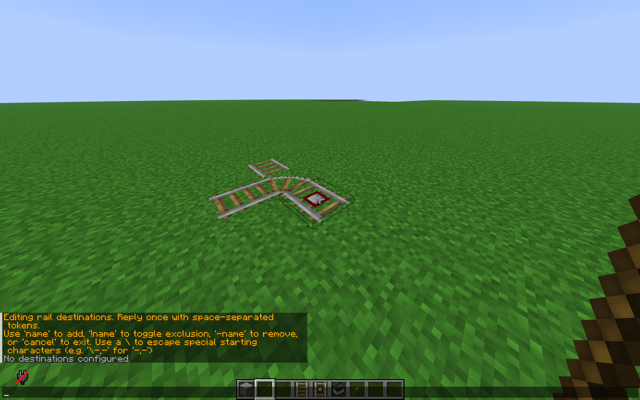 Editing rail destinations. Reply once with space-separated
tokens.
Use 'name' to add, '!name' to toggle exclusion, '-name' to remove,
or 'cancel' to exit. Use a \ to escape special starting
characters (e.g. '\-,-' for '-,-')
No destinations configured.